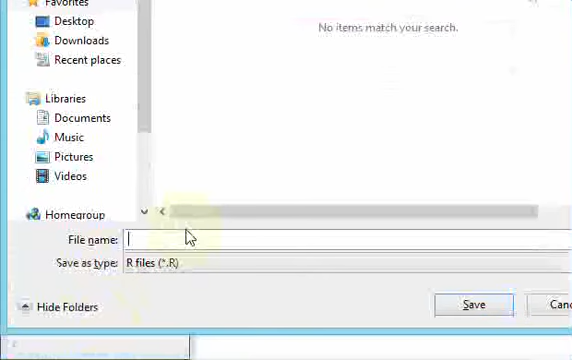 Favorites
Desktop
Downloads
Recent places
No items match your search.
Libraries
Documents
Music
Pictures
Videos
Homegroup
File name:
Save as type: R files (*.R)
Hide Folders
Save
Canc